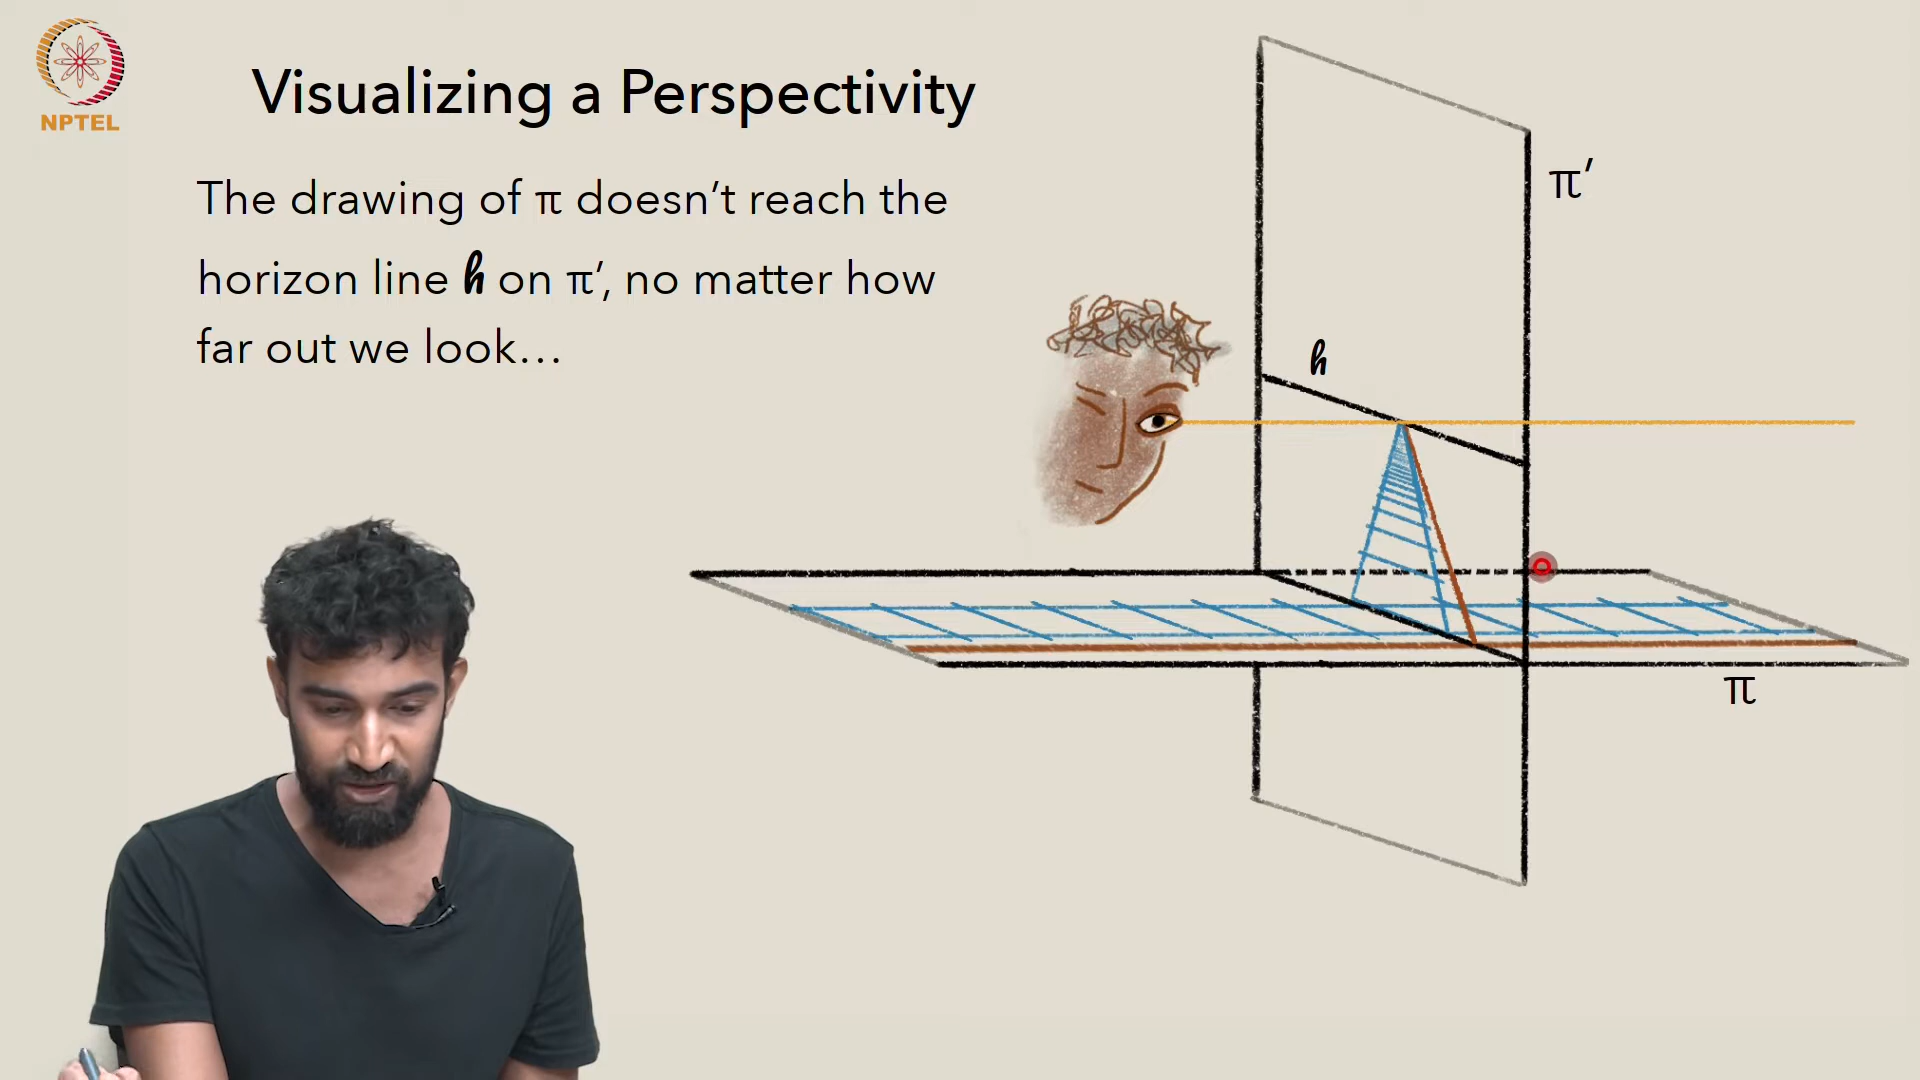 NPTEL
Visualizing a Perspectivity
The drawing of π doesn’t reach the
horizon line h on π’, no matter how
far out we look…
π’
h
π